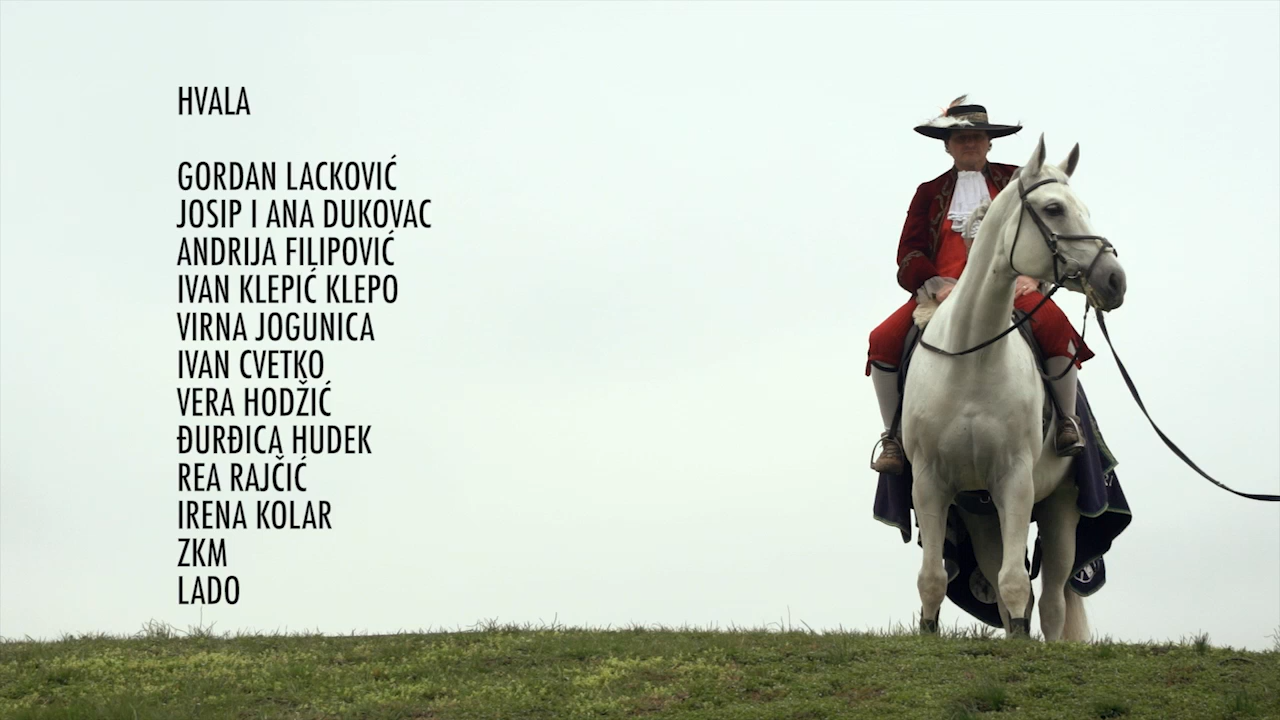 HVALA
GORDAN LACKOVIĆ
JOSIP I ANA DUKOVAC
ANDRIJA FILIPOVIĆ
IVAN KLEPIĆ KLEPO
VIRNA JOGUNICA
IVAN CVETKO
VERA HODŽIĆ
ĐURĐICA HUDEK
REA RAJČIĆ
IRENA KOLAR
ZKM
LADO